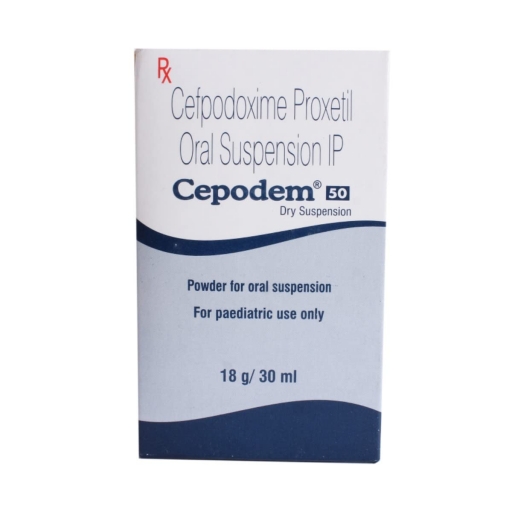 Rx
Cefpodoxime Proxetil
Oral Suspension IP
Cepodem® 50
Dry Suspension
Powder for oral suspension
For paediatric use only
18 g/ 30 ml